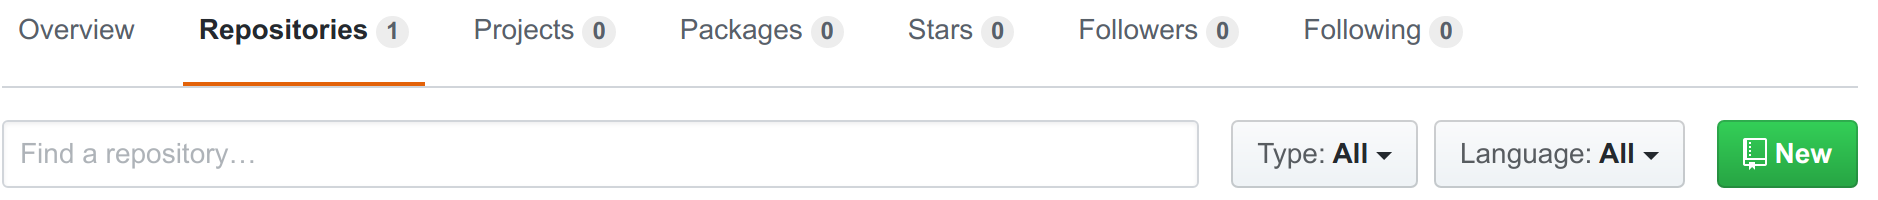 Overview Repositories 1 Projects 0 Packages 0 Stars 0 Followers 0 Following 0
Find a repository… Type: All Language: All New